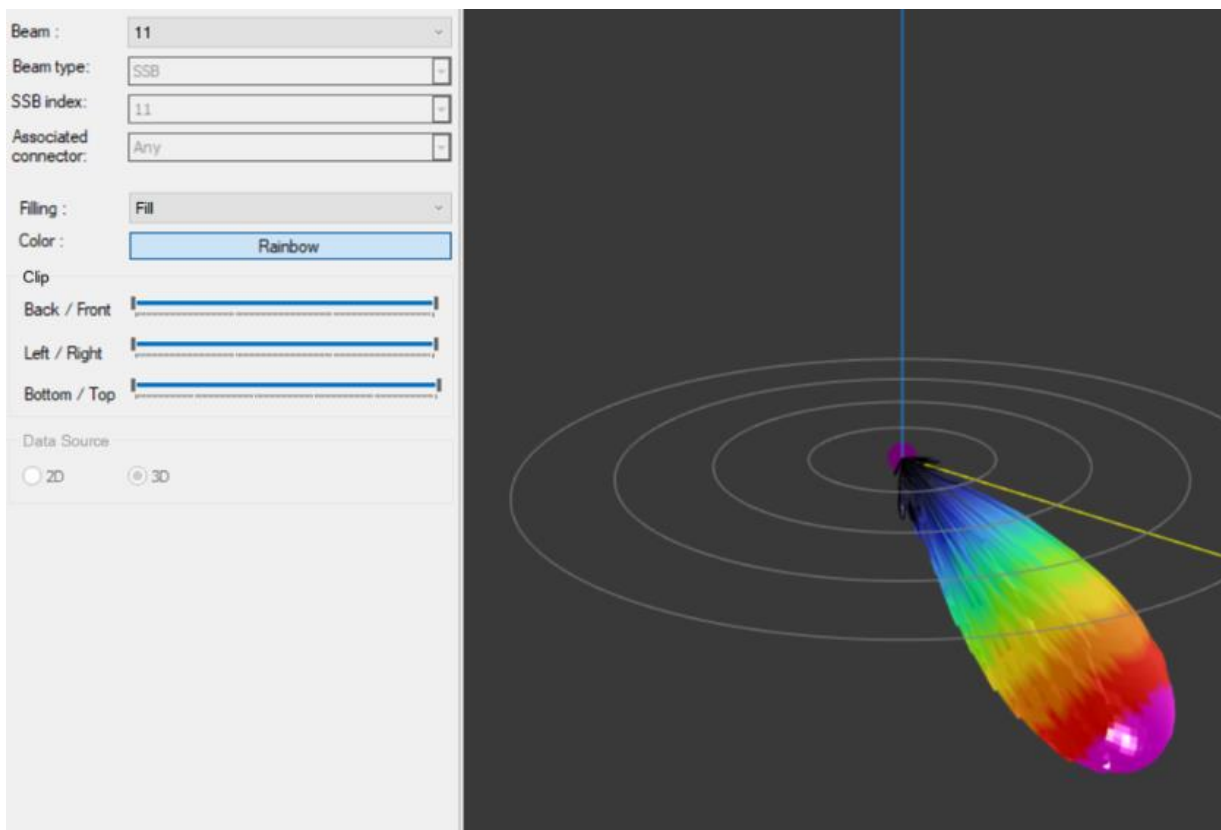 Beam : 11
Beam type: SSB
SSB index: 11
Associated
connector: Any
Filling : Fill
Color : Rainbow
Clip
Back / Front
Left / Right
Bottom / Top
Data Source
2D 3D